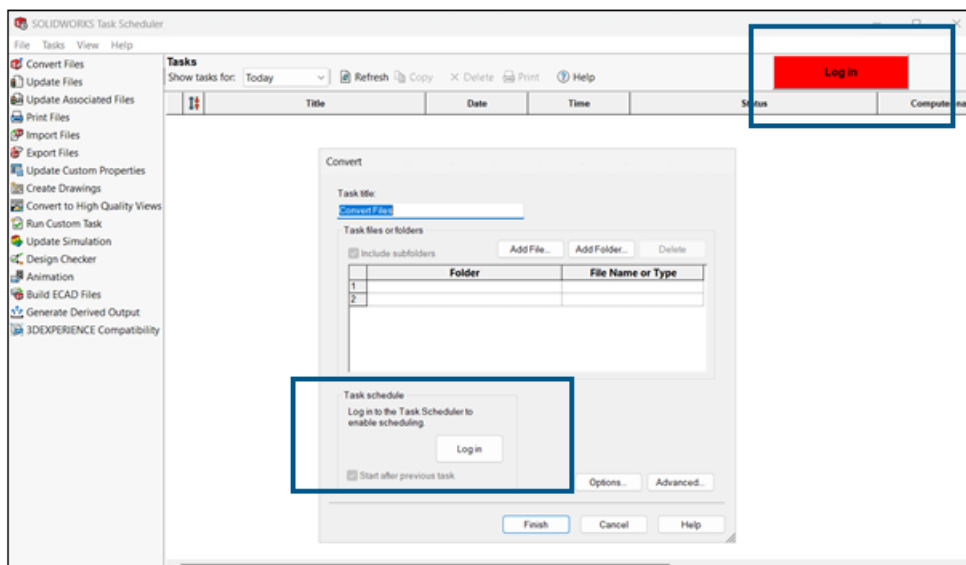 SOLIDWORKS Task Scheduler
File Tasks View Help
Convert Files
Update Files
Update Associated Files
Print Files
Import Files
Export Files
Update Custom Properties
Create Drawings
Convert to High Quality Views
Run Custom Task
Update Simulation
Design Checker
Animation
Build ECAD Files
Generate Derived Output
3DEXPERIENCE Compatibility
Tasks
Show tasks for: Today Refresh Copy Delete Print Help
Log in
Title Date Time Status
Convert
Task title:
Convert Files
Task files or folders
Include subfolders Add File... Add Folder... Delete
Folder File Name or Type
1
2
Task schedule
Log in to the Task Scheduler to
enable scheduling.
Log in
Start after previous task
Options... Advanced...
Finish Cancel Help